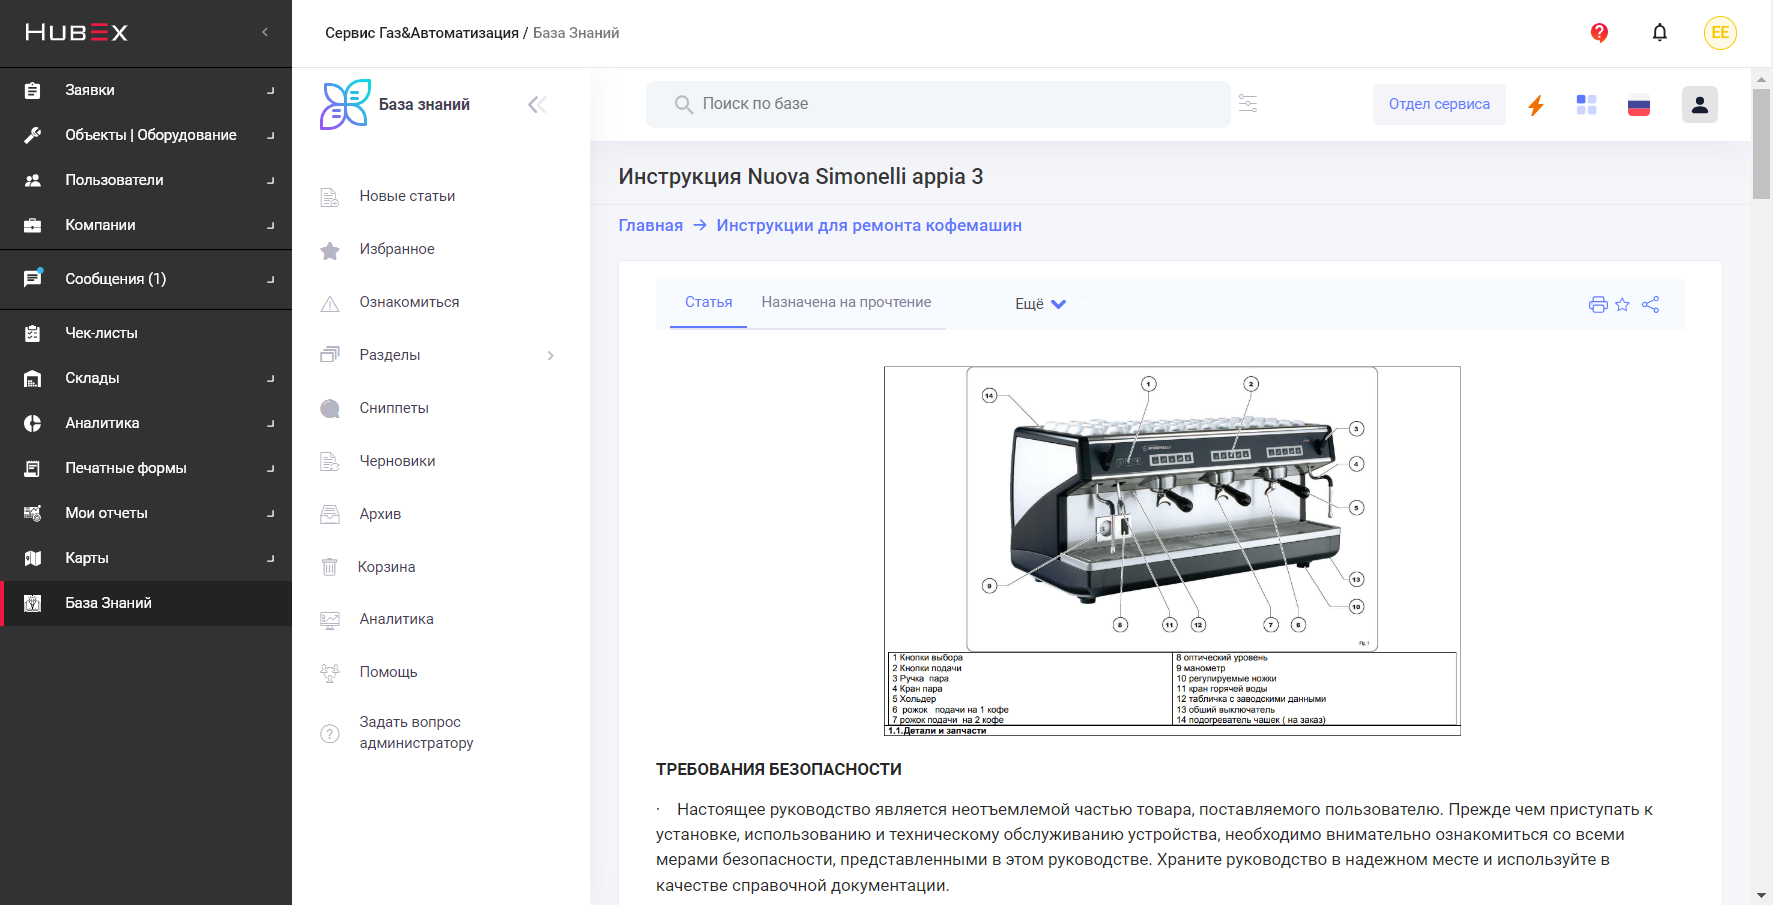 HUBEX
Заявки
Объекты | Оборудование
Пользователи
Компании
Сообщения (1)
Чек-листы
Склады
Аналитика
Печатные формы
Мои отчеты
Карты
База Знаний
Сервис Газ&Автоматизация / База Знаний
EE
База знаний
Новые статьи
Избранное
Ознакомиться
Разделы
Сниппеты
Черновики
Архив
Корзина
Аналитика
Помощь
Задать вопрос
администратору
Поиск по базе
Отдел сервиса
Инструкция Nuova Simonelli appia 3
Главная → Инструкции для ремонта кофемашин
Статья
Назначена на прочтение
Ещё
1
2
14
3
4
5
9
13
10
8
11
12
7
6
Fig. 1
1 Кнопки выбора
2 Кнопки подачи
3 Ручка пара
4 Кран пара
5 Хольдер
6 рожок подачи на 1 кофе
7 рожок подачи на 2 кофе
8 оптический уровень
9 манометр
10 регулируемые ножки
11 кран горячей воды
12 табличка с заводскими данными
13 обший выключатель
14 подогреватель чашек ( на заказ)
1.1.Детали и запчасти
ТРЕБОВАНИЯ БЕЗОПАСНОСТИ
· Настоящее руководство является неотъемлемой частью товара, поставляемого пользователю. Прежде чем приступать к
установке, использованию и техническому обслуживанию устройства, необходимо внимательно ознакомиться со всеми
мерами безопасности, представленными в этом руководстве. Храните руководство в надежном месте и используйте в
качестве справочной документации.